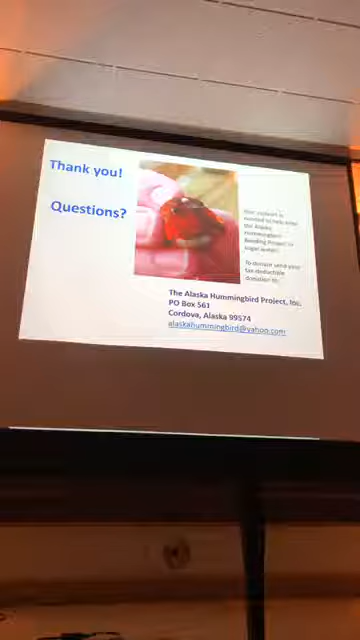 Thank you!
Questions?
Your support is
needed to help keep
the Alaska
Hummingbird
Banding Project in
sugar water.
To donate send your
tax deductible
donation to:
The Alaska Hummingbird Project, Inc.
PO Box 561
Cordova, Alaska 99574
alaskahummingbird@yahoo.com